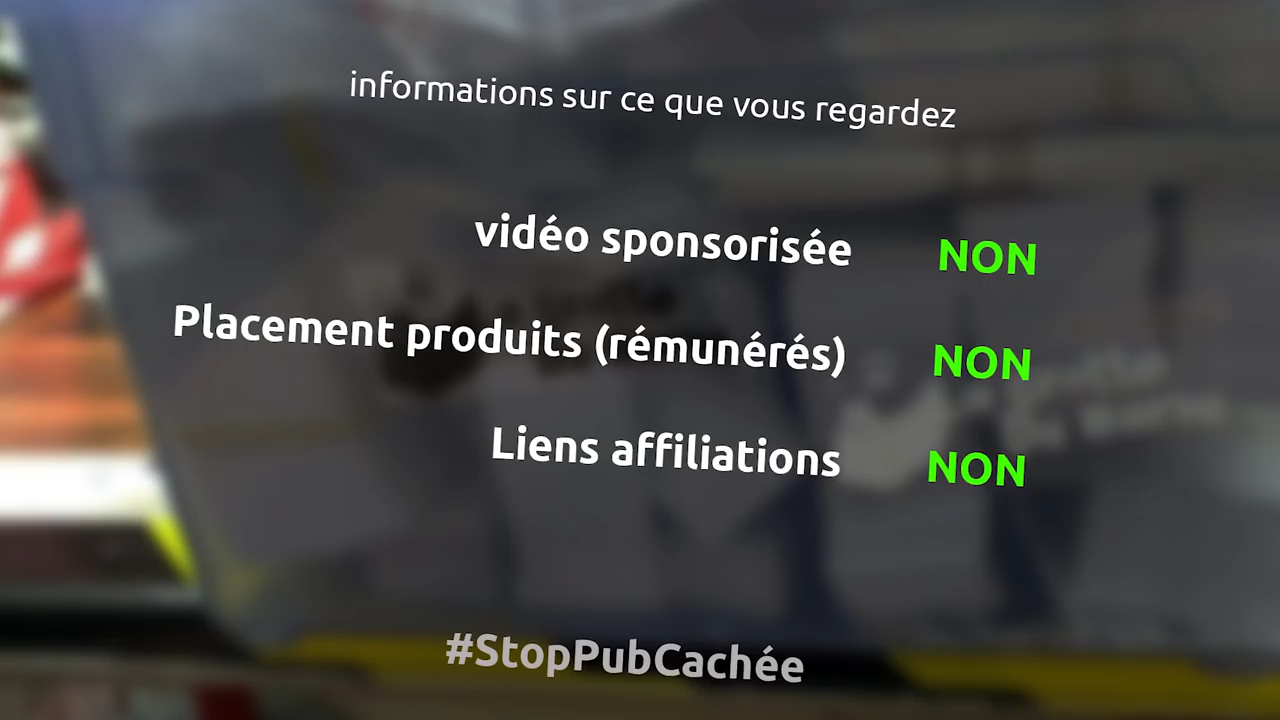 informations sur ce que vous regardez
vidéo sponsorisée NON
Placement produits (rémunérés) NON
Liens affiliations NON
#StopPubCachée